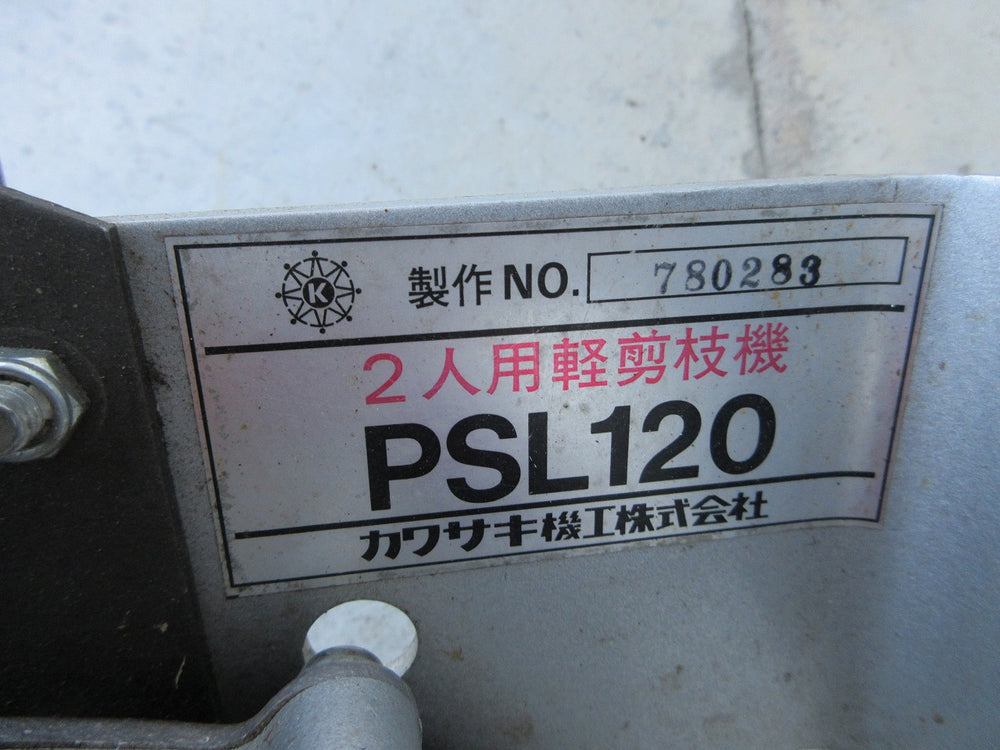 K
製作NO. 780283
2人用軽剪枝機
PSL120
カワサキ機工株式会社